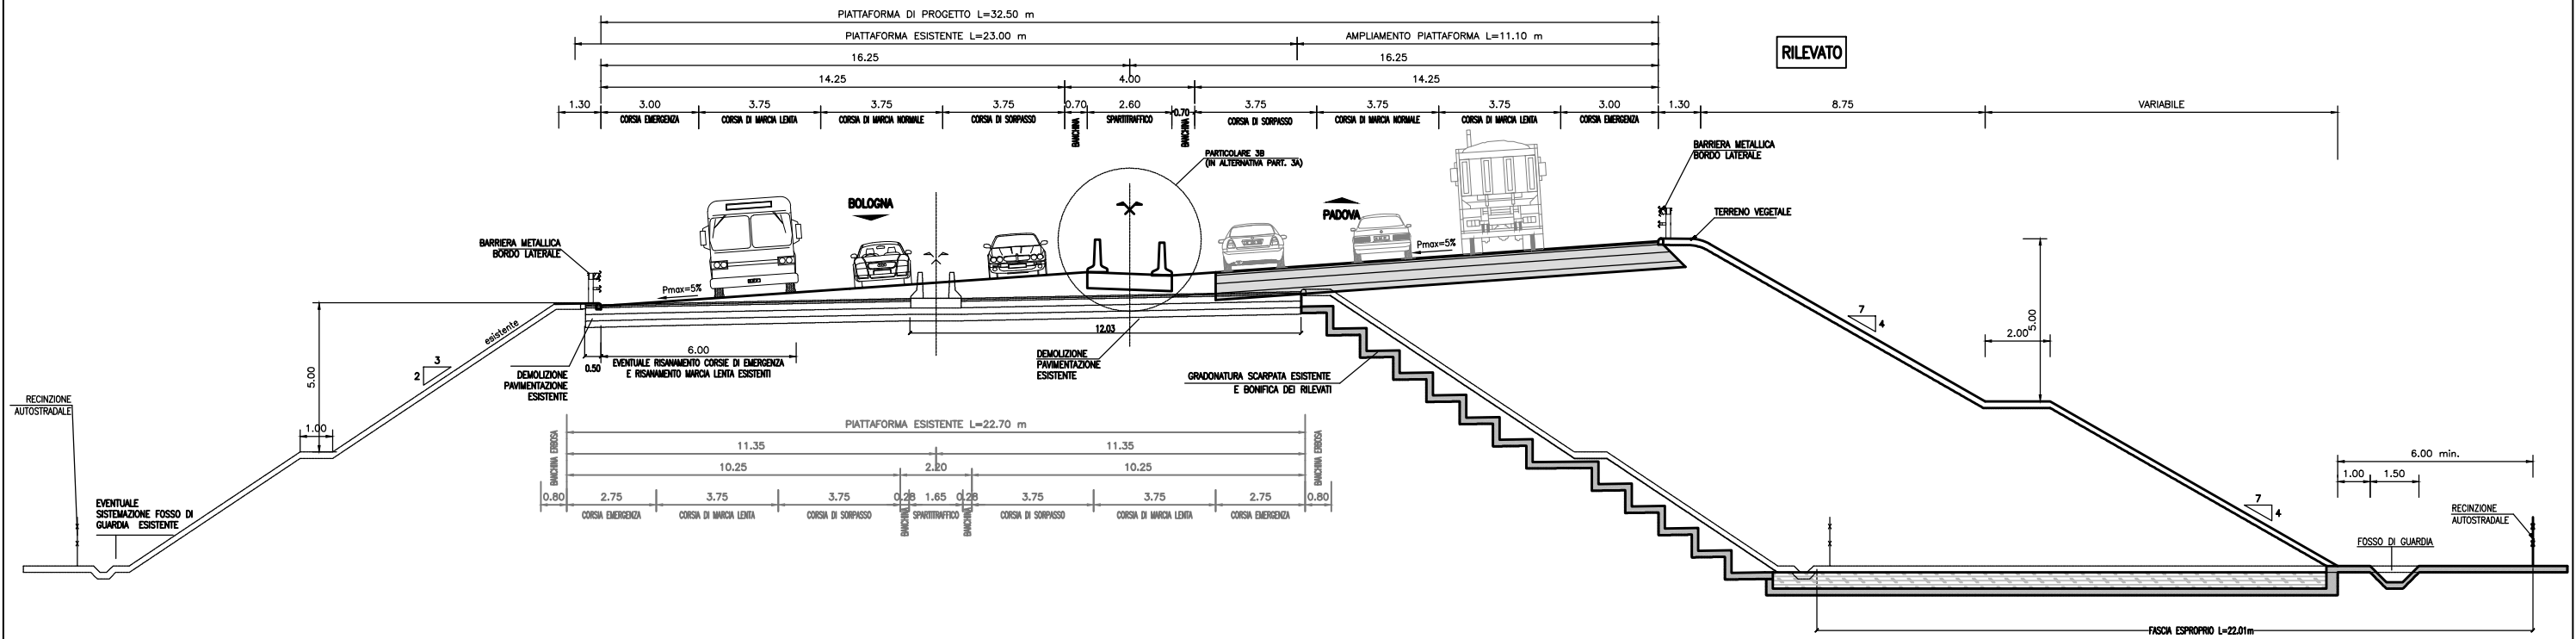 PIATTAFORMA DI PROGETTO L=32.50 m
PIATTAFORMA ESISTENTE L=23.00 m
AMPLIAMENTO PIATTAFORMA L=11.10 m
RILEVATO
16.25
16.25
14.25
4.00
14.25
1.30
3.00
3.75
3.75
3.75
0.70
2.60
0.70
3.75
3.75
3.75
3.00
1.30
8.75
VARIABILE
CORSIA EMERGENZA
CORSIA DI MARCIA LENTA
CORSIA DI MARCIA NORMALE
CORSIA DI SORPASSO
BANCHINA
SPARTITRAFFICO
BANCHINA
CORSIA DI SORPASSO
CORSIA DI MARCIA NORMALE
CORSIA DI MARCIA LENTA
CORSIA EMERGENZA
PARTICOLARE 3B
(IN ALTERNATIVA PART. 3A)
BARRIERA METALLICA
BORDO LATERALE
BOLOGNA
PADOVA
TERRENO VEGETALE
BARRIERA METALLICA
BORDO LATERALE
Pmax=5%
Pmax=5%
esistente
5.00
3
2
7
4
5.00
2.00
12.03
0.50
6.00
EVENTUALE RISANAMENTO CORSIE DI EMERGENZA
E RISANAMENTO MARCIA LENTA ESISTENTI
DEMOLIZIONE
PAVIMENTAZIONE
ESISTENTE
DEMOLIZIONE
PAVIMENTAZIONE
ESISTENTE
GRADONATURA SCARPATA ESISTENTE
E BONIFICA DEI RILEVATI
RECINZIONE
AUTOSTRADALE
1.00
EVENTUALE
SISTEMAZIONE FOSSO DI
GUARDIA ESISTENTE
BANCHINA ERBOSA
PIATTAFORMA ESISTENTE L=22.70 m
BANCHINA ERBOSA
11.35
11.35
10.25
2.20
10.25
0.80
2.75
3.75
3.75
0.28
1.65
0.28
3.75
3.75
2.75
0.80
CORSIA EMERGENZA
CORSIA DI MARCIA LENTA
CORSIA DI SORPASSO
BANCHINA
SPARTITRAFFICO
BANCHINA
CORSIA DI SORPASSO
CORSIA DI MARCIA LENTA
CORSIA EMERGENZA
6.00 min.
1.00
1.50
7
4
RECINZIONE
AUTOSTRADALE
FOSSO DI GUARDIA
FASCIA ESPROPRIO L=22.01m